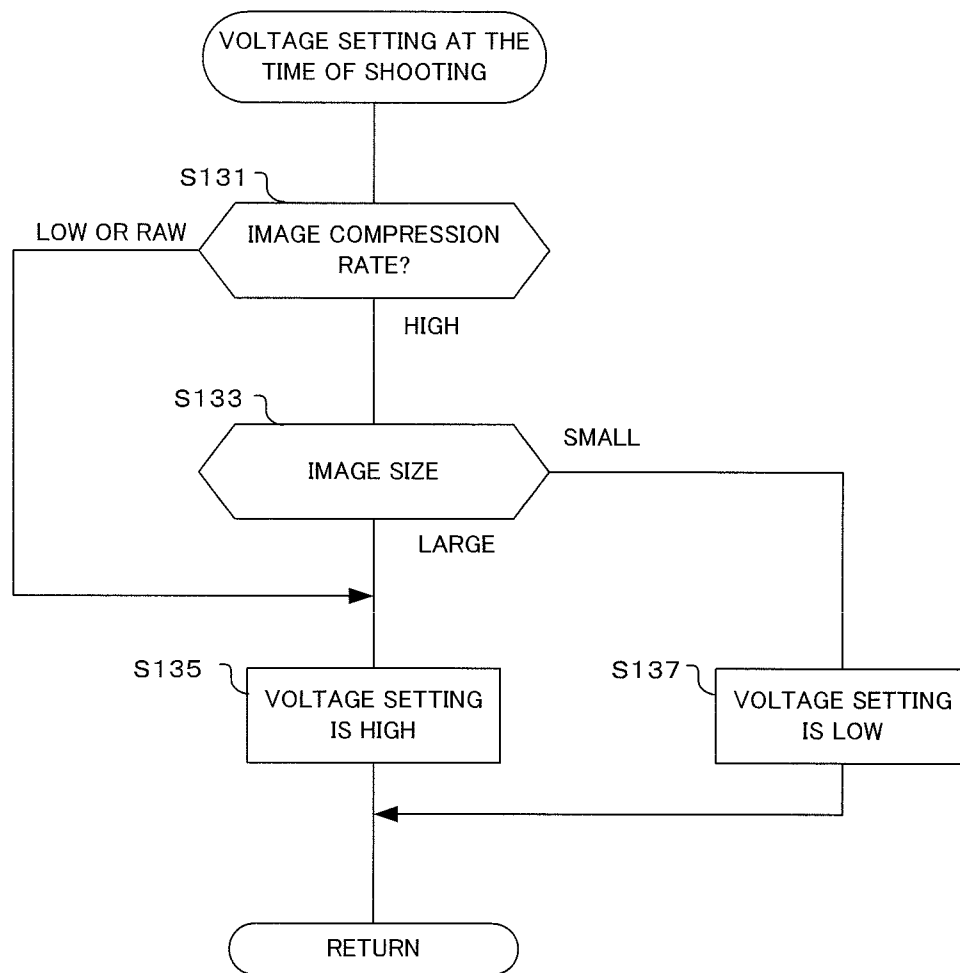 VOLTAGE SETTING AT THE
TIME OF SHOOTING
S131
LOW OR RAW
IMAGE COMPRESSION
RATE?
HIGH
S133
SMALL
IMAGE SIZE
LARGE
S135
VOLTAGE SETTING
IS HIGH
S137
VOLTAGE SETTING
IS LOW
RETURN